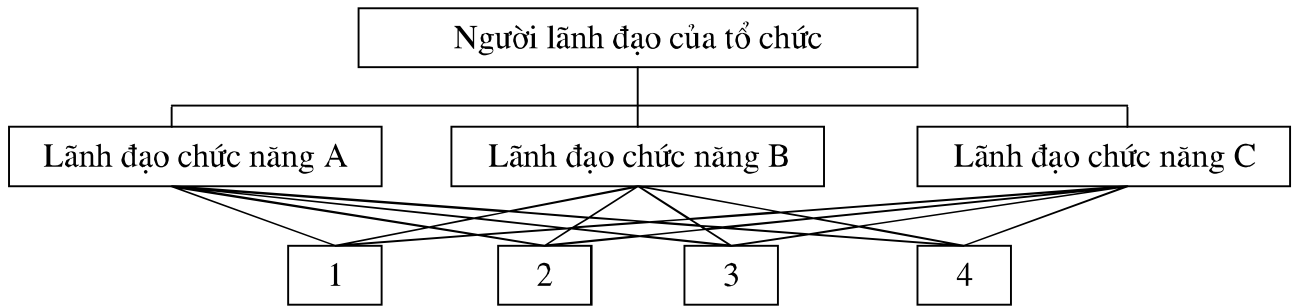 Người lãnh đạo của tổ chức
Lãnh đạo chức năng A
Lãnh đạo chức năng B
Lãnh đạo chức năng C
1
2
3
4